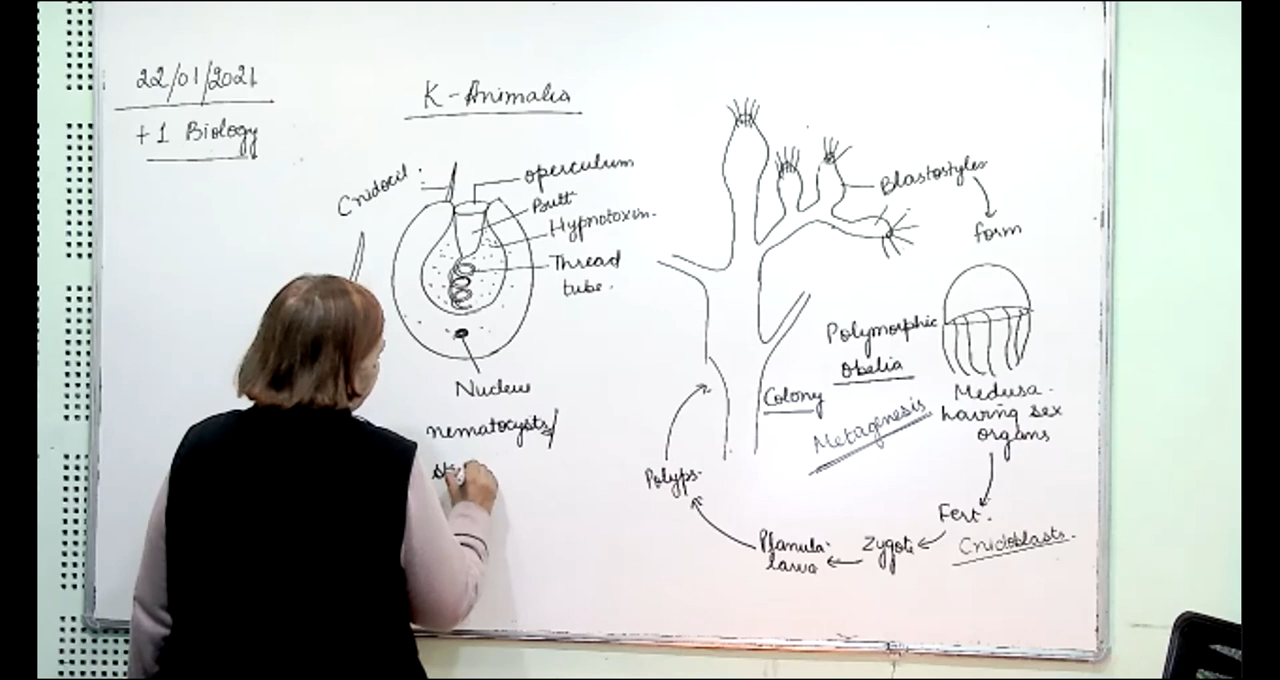 22/01/2021
+1 Biology
K-Animalia
Cnidocil
operculum
Butt
Hypnotoxin.
Thread
tube.
Nucleus
nematocysts/
Blastostyles
form
Polymorphic
Obelia
Colony
Metagenesis
Medusa.
having sex
organs
Fert.
Cnidoblasts.
Zygote
Planula
larva
Polyps.